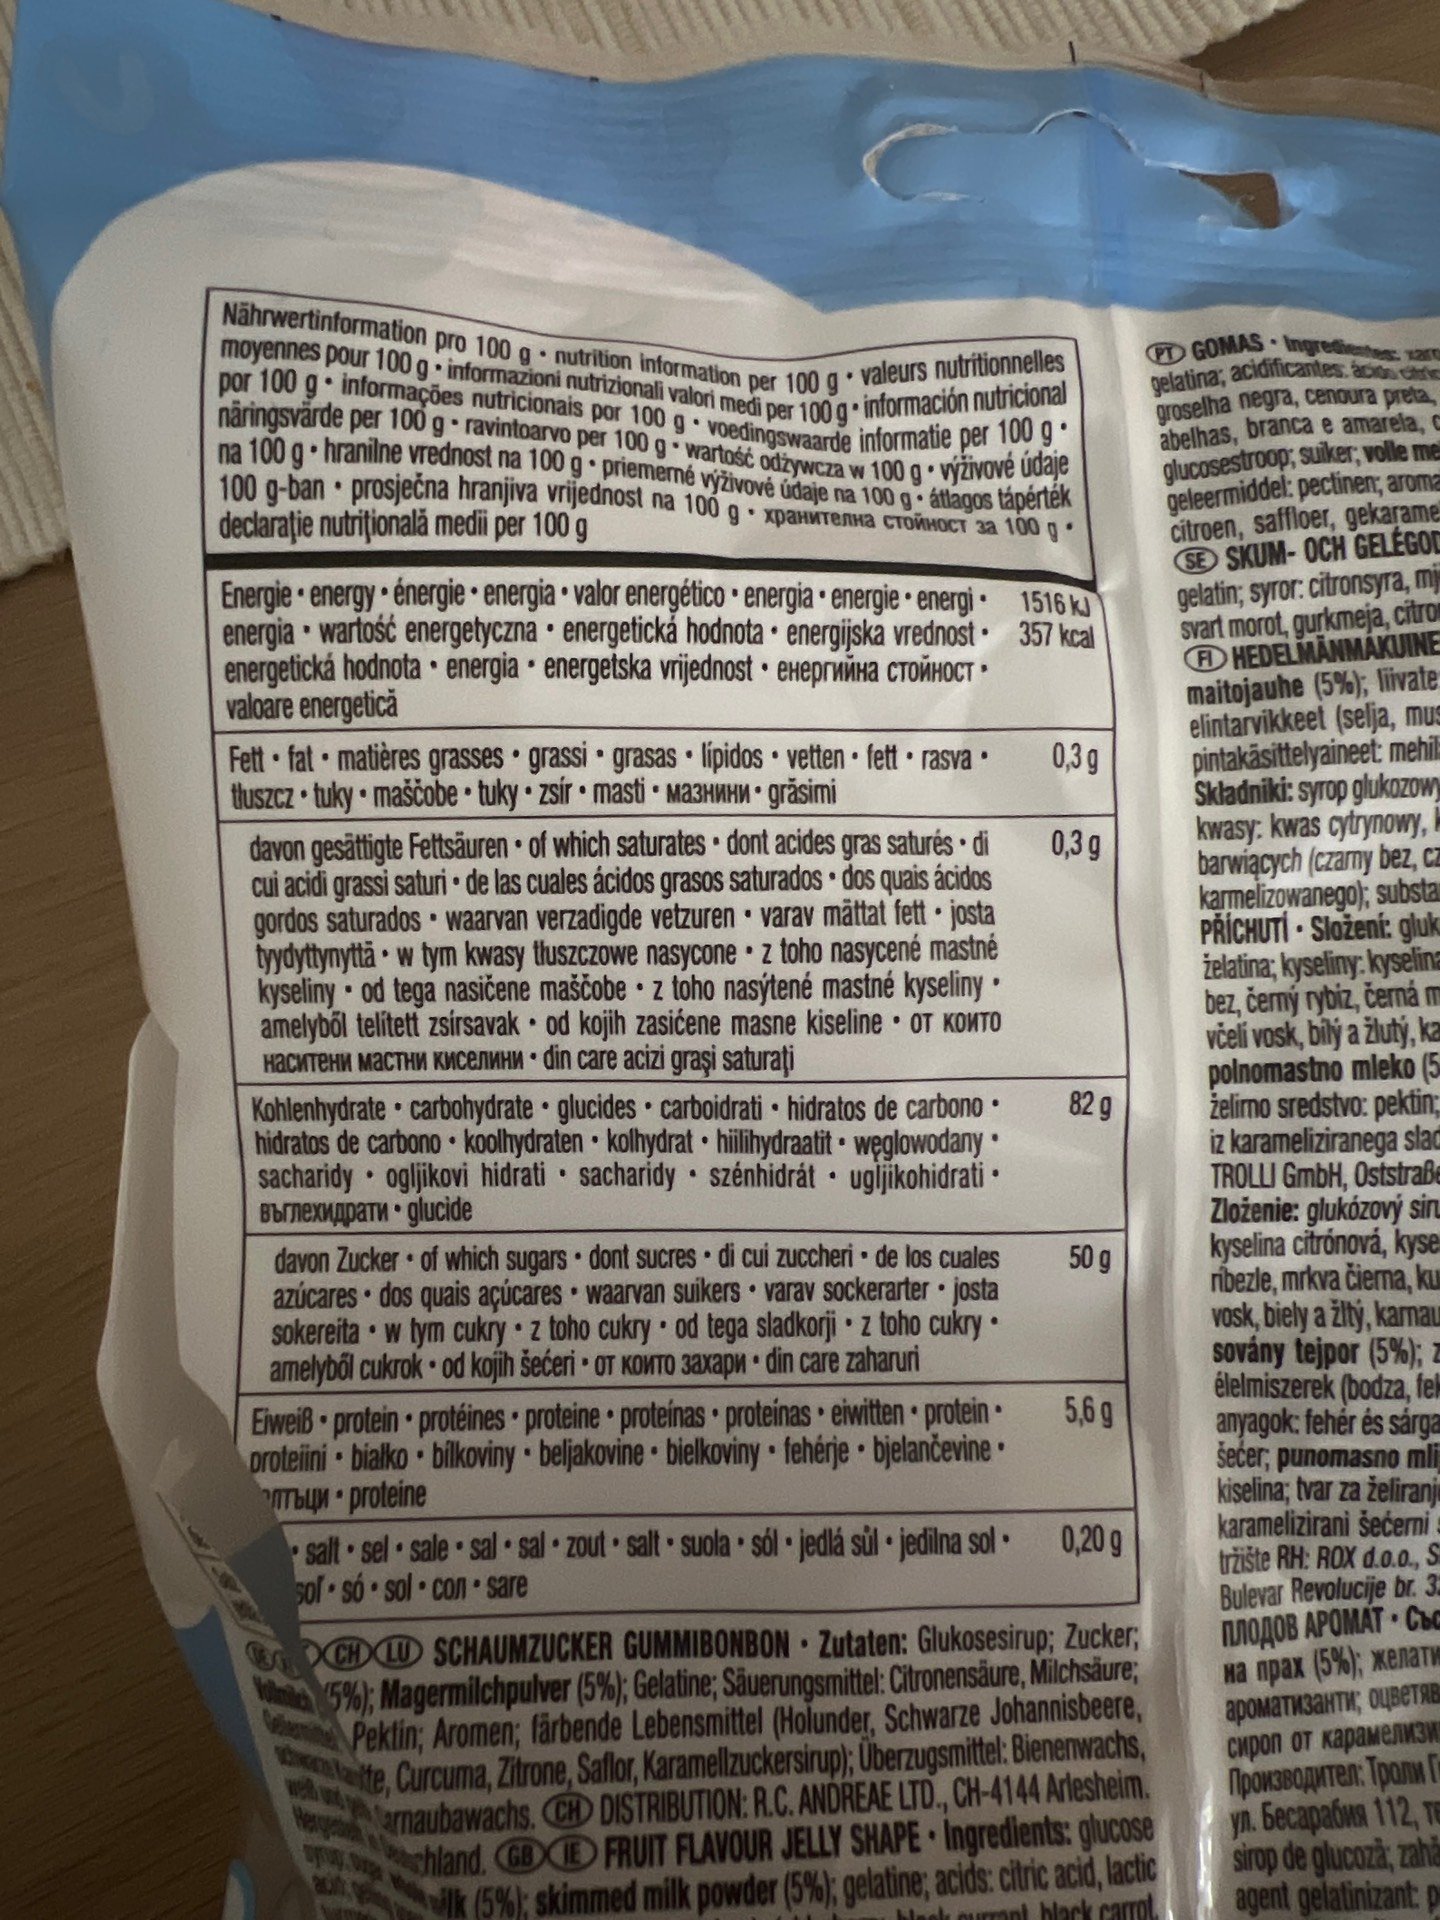 Nährwertinformation pro 100 g • nutrition information per 100 g • valeurs nutritionnelles
moyennes pour 100 g • informazioni nutrizionali valori medi per 100 g • información nutricional
por 100 g • informações nutricionais por 100 g • voedingswaarde informatie per 100 g •
näringsvärde per 100 g • ravintoarvo per 100 g • wartość odżywcza w 100 g • výživové údaje
na 100 g • hranilne vrednost na 100 g • priemerné výživové údaje na 100 g • átlagos tápérték
100 g-ban • prosječna hranjiva vrijednost na 100 g • хранителна стойност за 100 g •
declarație nutrițională medii per 100 g
Energie • energy • énergie • energia • valor energético • energia • energie • energi • 1516 kJ
energia • wartość energetyczna • energetická hodnota • energijska vrednost • 357 kcal
energetická hodnota • energia • energetska vrijednost • енергийна стойност •
valoare energetică
Fett • fat • matières grasses • grassi • grasas • lípidos • vetten • fett • rasva • 0,3 g
tłuszcz • tuky • maščobe • tuky • zsír • masti • мазнини • grăsimi
davon gesättigte Fettsäuren • of which saturates • dont acides gras saturés • di 0,3 g
cui acidi grassi saturi • de las cuales ácidos grasos saturados • dos quais ácidos
gordos saturados • waarvan verzadigde vetzuren • varav mättat fett • josta
tyydyttynyttä • w tym kwasy tłuszczowe nasycone • z toho nasycené mastné
kyseliny • od tega nasičene maščobe • z toho nasýtené mastné kyseliny •
amelyből telített zsírsavak • od kojih zasićene masne kiseline • от които
наситени мастни киселини • din care acizi grași saturați
Kohlenhydrate • carbohydrate • glucides • carboidrati • hidratos de carbono • 82 g
hidratos de carbono • koolhydraten • kolhydrat • hiilihydraatit • węglowodany •
sacharidy • ogljikovi hidrati • sacharidy • szénhidrát • ugljikohidrati •
въглехидрати • glucide
davon Zucker • of which sugars • dont sucres • di cui zuccheri • de los cuales 50 g
azúcares • dos quais açúcares • waarvan suikers • varav sockerarter • josta
sokereita • w tym cukry • z toho cukry • od tega sladkorji • z toho cukry •
amelyből cukrok • od kojih šećeri • от които захари • din care zaharuri
Eiweiß • protein • protéines • proteine • proteínas • proteínas • eiwitten • protein • 5,6 g
proteiini • białko • bílkoviny • beljakovine • bielkoviny • fehérje • bjelančevine •
• proteine
• salt • sel • sale • sal • sal • zout • salt • suola • sól • jedlá sůl • jedilna sol • 0,20 g
soľ • só • sol • сол • sare
CH LU SCHAUMZUCKER GUMMIBONBON • Zutaten: Glukosesirup; Zucker;
(5%); Magermilchpulver (5%); Gelatine; Säuerungsmittel: Citronensäure, Milchsäure;
Pektin; Aromen; färbende Lebensmittel (Holunder, Schwarze Johannisbeere,
Curcuma, Zitrone, Saflor, Karamellzuckersirup); Überzugsmittel: Bienenwachs,
CH DISTRIBUTION: R.C. ANDREAE LTD., CH-4144 Arlesheim.
GB IE FRUIT FLAVOUR JELLY SHAPE • Ingredients: glucose
(5%); skimmed milk powder (5%); gelatine; acids: citric acid, lactic
black carrot,
PT GOMAS • Ingredientes:
gelatina; acidificantes:
groselha negra, cenoura preta,
abelhas, branca e amarela,
glucosestroop; suiker; volle
geleermiddel: pectinen;
citroen, saffloer,
SE SKUM- OCH
gelatin; syror: citronsyra,
svart morot, gurkmeja,
FI
maitojauhe (5%);
elintarvikkeet (selja,
pintakäsittelyaineet:
Składniki: syrop
kwasy: kwas cytrynowy,
barwiących (czarny bez,
karmelizowanego);
PŘÍCHUTÍ • Složení:
želatina; kyseliny:
bez, černý rybíz, černá
včelí vosk, bílý a žlutý,
polnomastno mleko
želirno sredstvo: pektin;
iz karameliziranega
TROLLI GmbH,
Zloženie: glukózový
kyselina citrónová,
ríbezle, mrkva čierna,
vosk, biely a žltý,
sovány tejpor (5%);
élelmiszerek (bodza,
anyagok: fehér és sárga
šećer; punomasno
kiselina; tvar za
karamelizirani šećerni
tržište RH: ROX d.o.o.,
Bulevar Revolucije br.
ПЛОДОВ АРОМАТ •
на прах (5%);
ароматизанти;
сироп от
Производител: Троли
ул. Бесарабия 112,
sirop de glucoză;
agent gelatinizant: